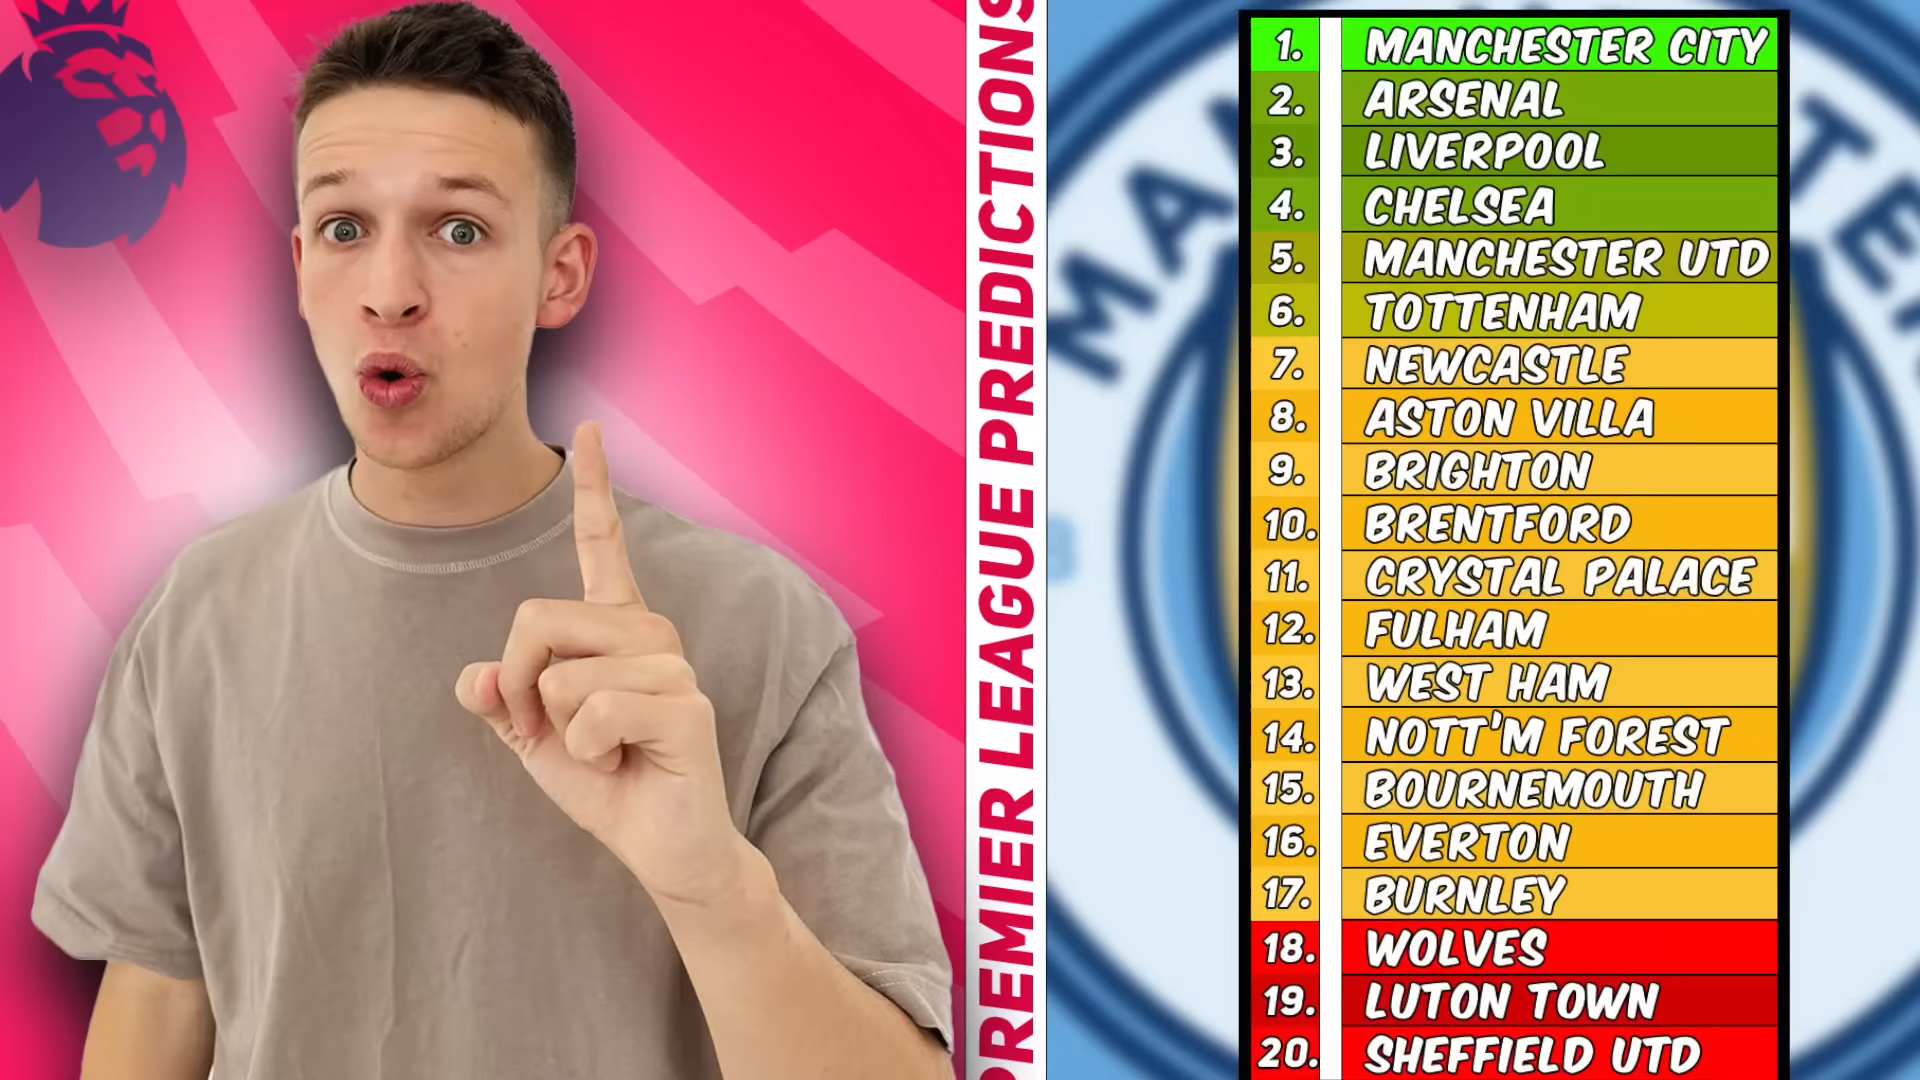 PREMIER LEAGUE PREDICTIONS
1. MANCHESTER CITY
2. ARSENAL
3. LIVERPOOL
4. CHELSEA
5. MANCHESTER UTD
6. TOTTENHAM
7. NEWCASTLE
8. ASTON VILLA
9. BRIGHTON
10. BRENTFORD
11. CRYSTAL PALACE
12. FULHAM
13. WEST HAM
14. NOTT'M FOREST
15. BOURNEMOUTH
16. EVERTON
17. BURNLEY
18. WOLVES
19. LUTON TOWN
20. SHEFFIELD UTD